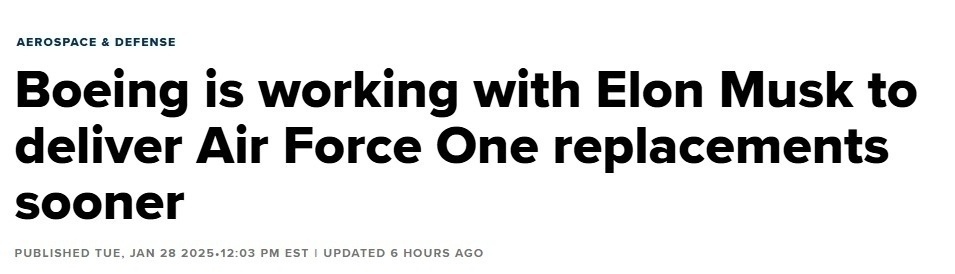 AEROSPACE & DEFENSE
Boeing is working with Elon Musk to
deliver Air Force One replacements
sooner
PUBLISHED TUE, JAN 28 2025•12:03 PM EST | UPDATED 6 HOURS AGO